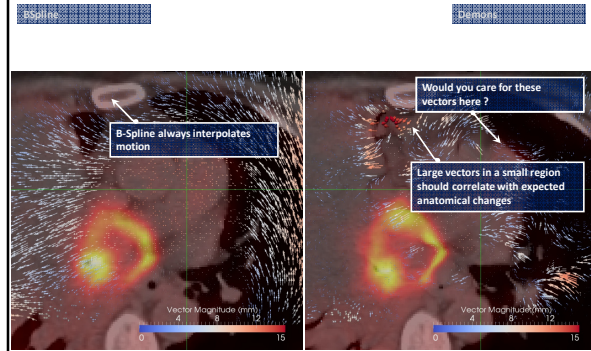 BSpline
Demons
B-Spline always interpolates
motion
Would you care for these
vectors here ?
Large vectors in a small region
should correlate with expected
anatomical changes
Vector Magnitude (mm)
0 4 8 12 15
Vector Magnitude (mm)
0 4 8 12 15